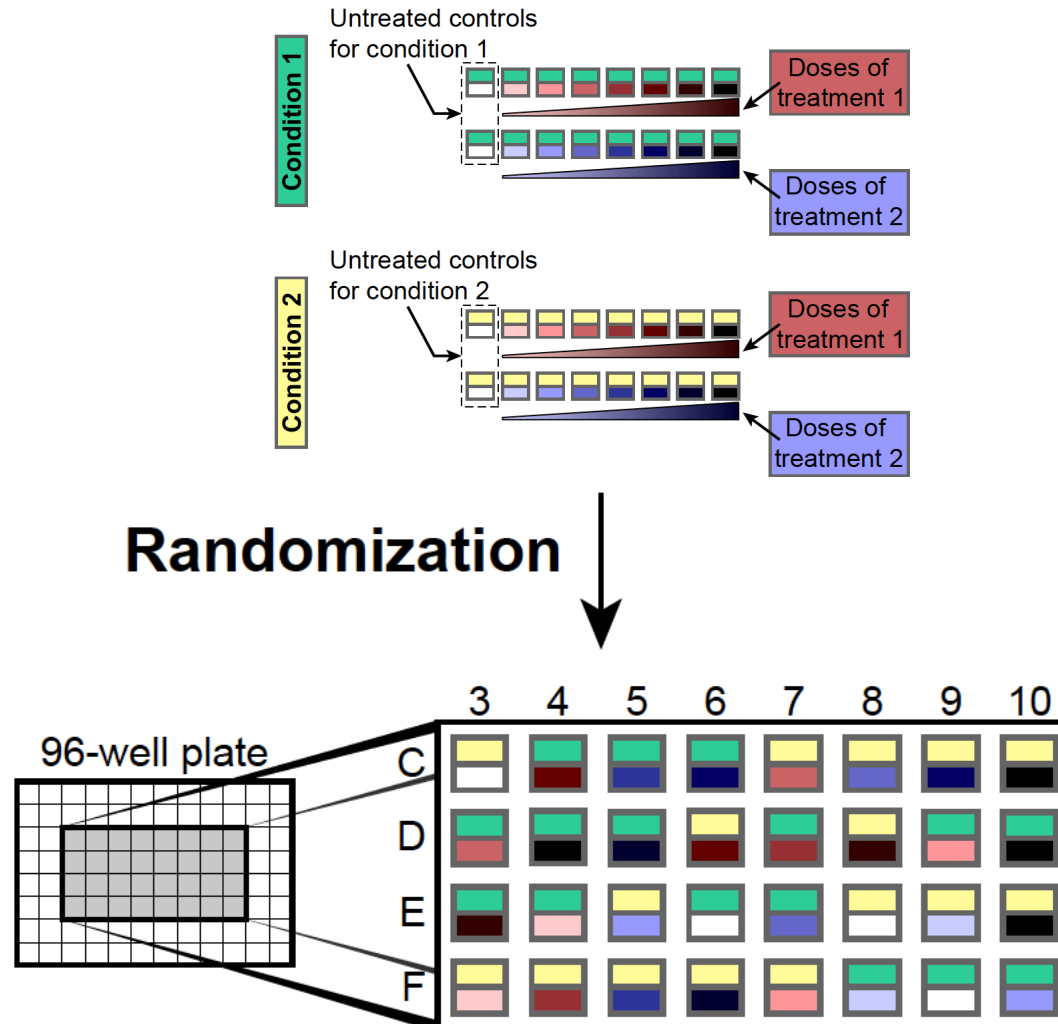 Untreated controls
for condition 1
Condition 1
Doses of
treatment 1
Doses of
treatment 2
Untreated controls
for condition 2
Condition 2
Doses of
treatment 1
Doses of
treatment 2
Randomization
96-well plate
3 4 5 6 7 8 9 10
C
D
E
F